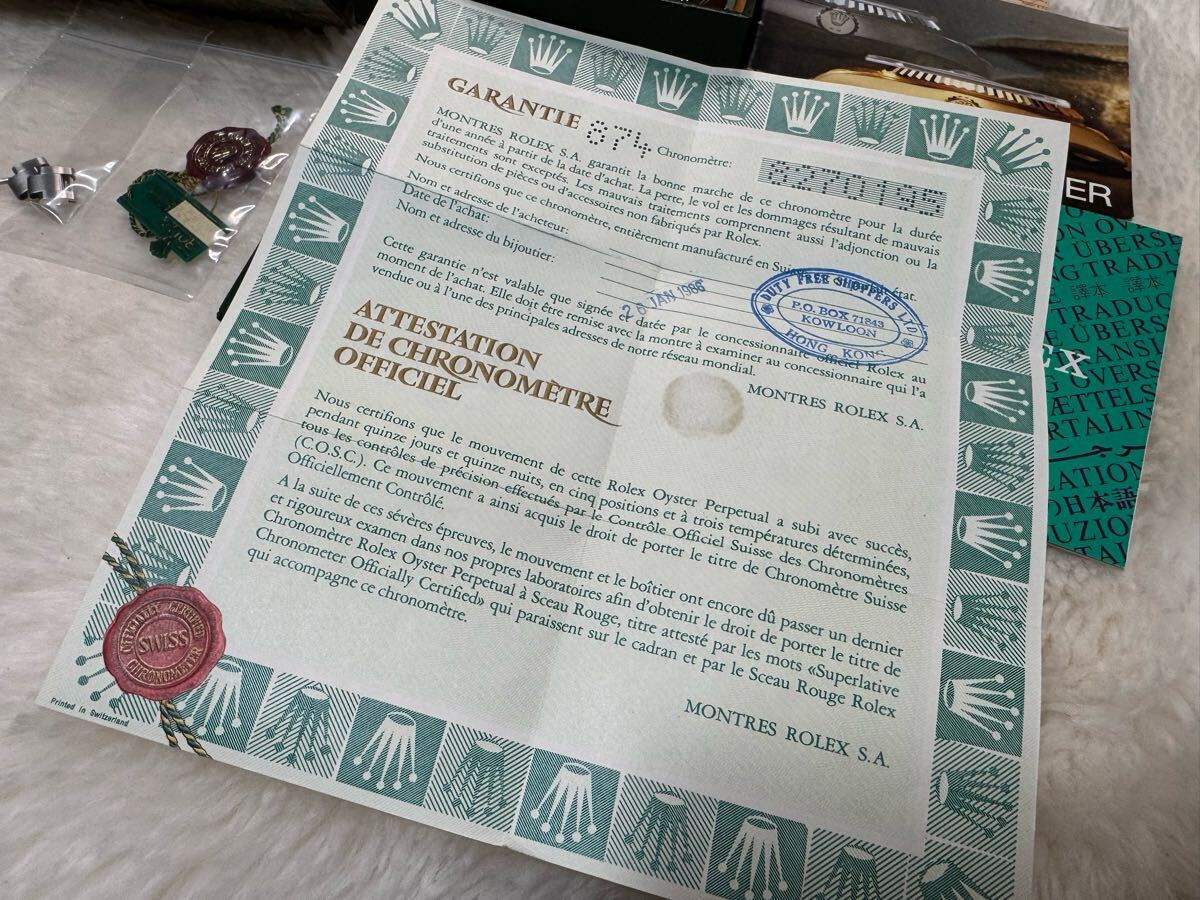 GARANTIE 874 Chronomètre: 8270195
MONTRES ROLEX S.A. garantit la bonne marche de ce chronomètre pour la durée
d'une année à partir de la date d'achat. La perte, le vol et les dommages résultant de mauvais
traitements sont exceptés. Les mauvais traitements comprennent aussi l'adjonction ou la
substitution de pièces ou d'accessoires non fabriqués par Rolex.
Nous certifions que ce chronomètre, entièrement manufacturé en état.
Nom et adresse de l'acheteur:
Date de l'achat:
Nom et adresse du bijoutier:
26 JAN 1988
DUTY FREE SHOPPERS LTD
P.O. BOX 71843
KOWLOON
HONG KONG
Cette garantie n'est valable que signée et datée par le concessionnaire officiel Rolex au
moment de l'achat. Elle doit être remise avec la montre à examiner au concessionnaire qui l'a
vendue ou à l'une des principales adresses de notre réseau mondial.
MONTRES ROLEX S.A.
ATTESTATION
DE CHRONOMÈTRE
OFFICIEL
Nous certifions que le mouvement de cette Rolex Oyster Perpetual a subi avec succès,
pendant quinze jours et quinze nuits, en cinq positions et à trois températures déterminées,
tous les contrôles de précision effectués par le Contrôle Officiel Suisse des Chronomètres
(C.O.S.C.). Ce mouvement a ainsi acquis le droit de porter le titre de Chronomètre Suisse
Officiellement Contrôlé.
A la suite de ces sévères épreuves, le mouvement et le boîtier ont encore dû passer un dernier
et rigoureux examen dans nos propres laboratoires afin d'obtenir le droit de porter le titre de
Chronomètre Rolex Oyster Perpetual à Sceau Rouge, titre attesté par les mots «Superlative
Chronometer Officially Certified» qui paraissent sur le cadran et par le Sceau Rouge Rolex
qui accompagne ce chronomètre.
MONTRES ROLEX S.A.
OFFICIALLY CERTIFIED
SWISS
CHRONOMETER
Printed in Switzerland
ER
EX
譯本
日本語